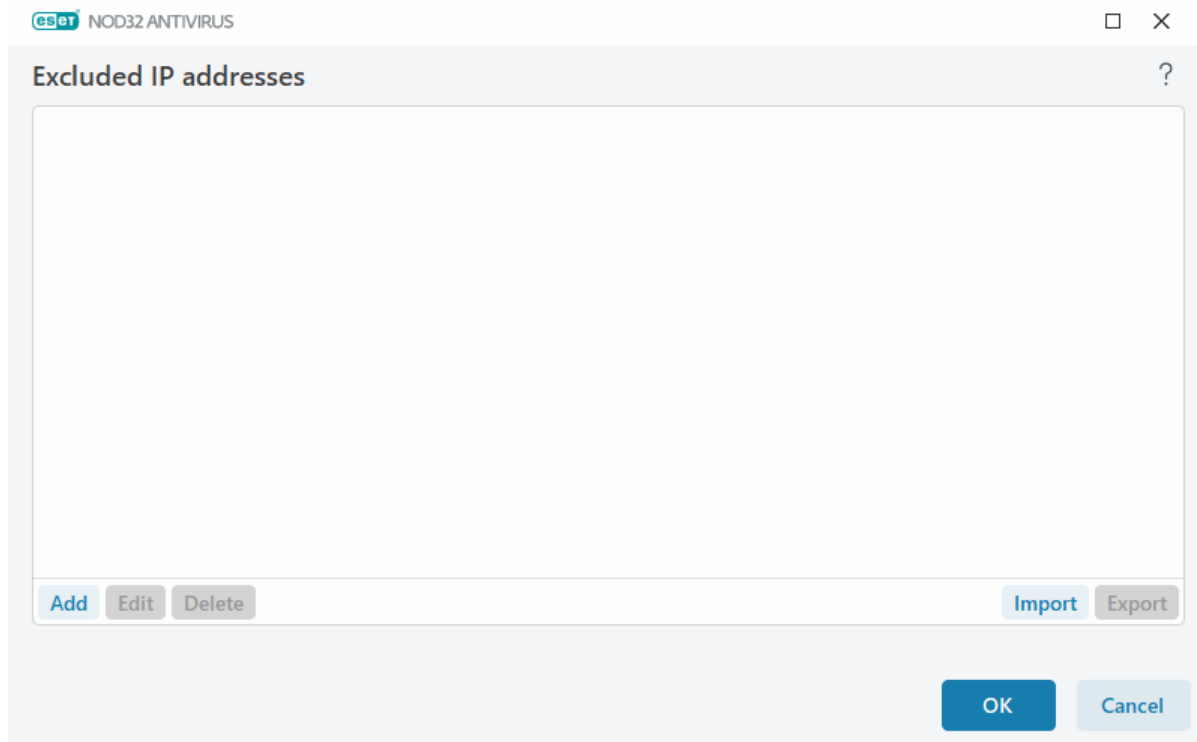 eset NOD32 ANTIVIRUS
Excluded IP addresses ?
Add Edit Delete Import Export
OK Cancel